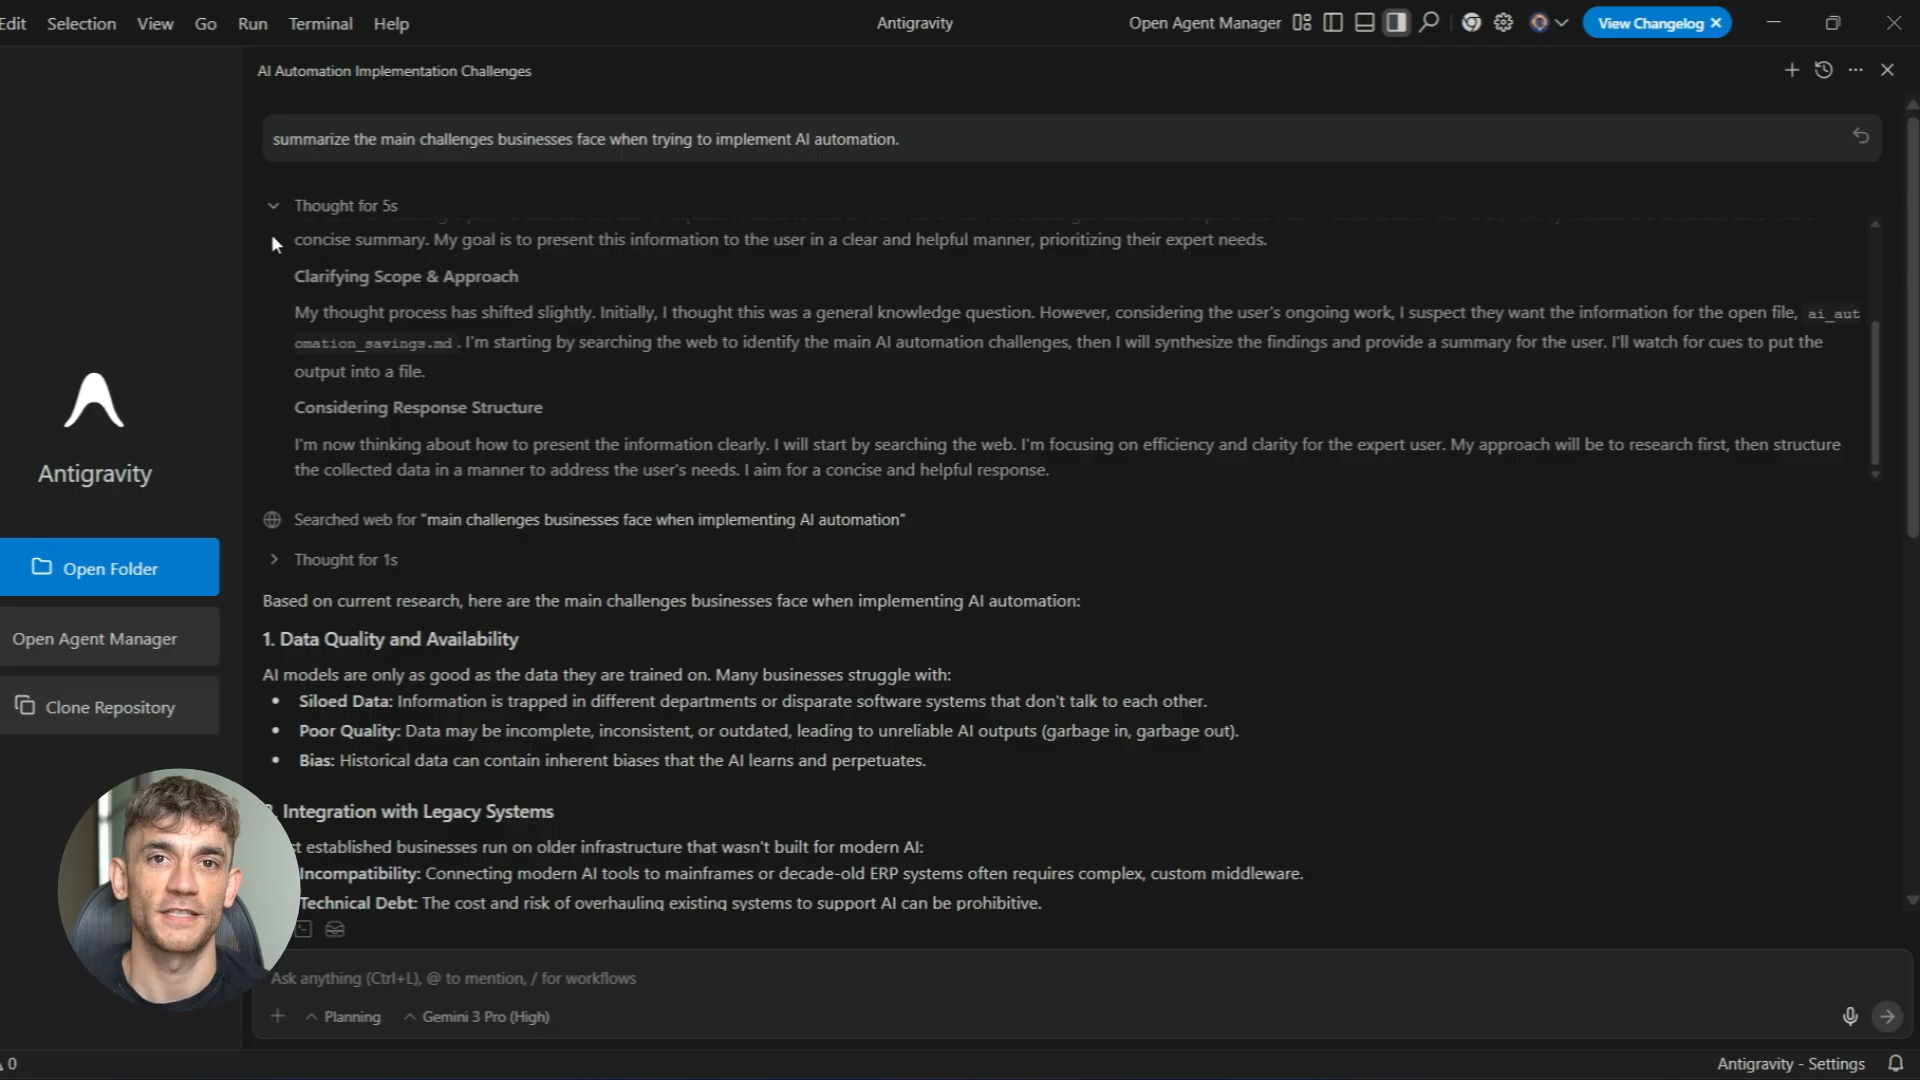 Edit Selection View Go Run Terminal Help
Antigravity
Open Agent Manager
View Changelog ×
AI Automation Implementation Challenges
summarize the main challenges businesses face when trying to implement AI automation.
Thought for 5s
concise summary. My goal is to present this information to the user in a clear and helpful manner, prioritizing their expert needs.
Clarifying Scope & Approach
My thought process has shifted slightly. Initially, I thought this was a general knowledge question. However, considering the user's ongoing work, I suspect they want the information for the open file, ai_aut
omation_savings.md. I'm starting by searching the web to identify the main AI automation challenges, then I will synthesize the findings and provide a summary for the user. I'll watch for cues to put the
output into a file.
Considering Response Structure
I'm now thinking about how to present the information clearly. I will start by searching the web. I'm focusing on efficiency and clarity for the expert user. My approach will be to research first, then structure
the collected data in a manner to address the user's needs. I aim for a concise and helpful response.
Searched web for "main challenges businesses face when implementing AI automation"
Thought for 1s
Based on current research, here are the main challenges businesses face when implementing AI automation:
1. Data Quality and Availability
AI models are only as good as the data they are trained on. Many businesses struggle with:
• Siloed Data: Information is trapped in different departments or disparate software systems that don't talk to each other.
• Poor Quality: Data may be incomplete, inconsistent, or outdated, leading to unreliable AI outputs (garbage in, garbage out).
• Bias: Historical data can contain inherent biases that the AI learns and perpetuates.
Integration with Legacy Systems
established businesses run on older infrastructure that wasn't built for modern AI:
Incompatibility: Connecting modern AI tools to mainframes or decade-old ERP systems often requires complex, custom middleware.
Technical Debt: The cost and risk of overhauling existing systems to support AI can be prohibitive.
Ask anything (Ctrl+L), @ to mention, / for workflows
Planning
Gemini 3 Pro (High)
Antigravity
Open Folder
Open Agent Manager
Clone Repository
0
Antigravity - Settings